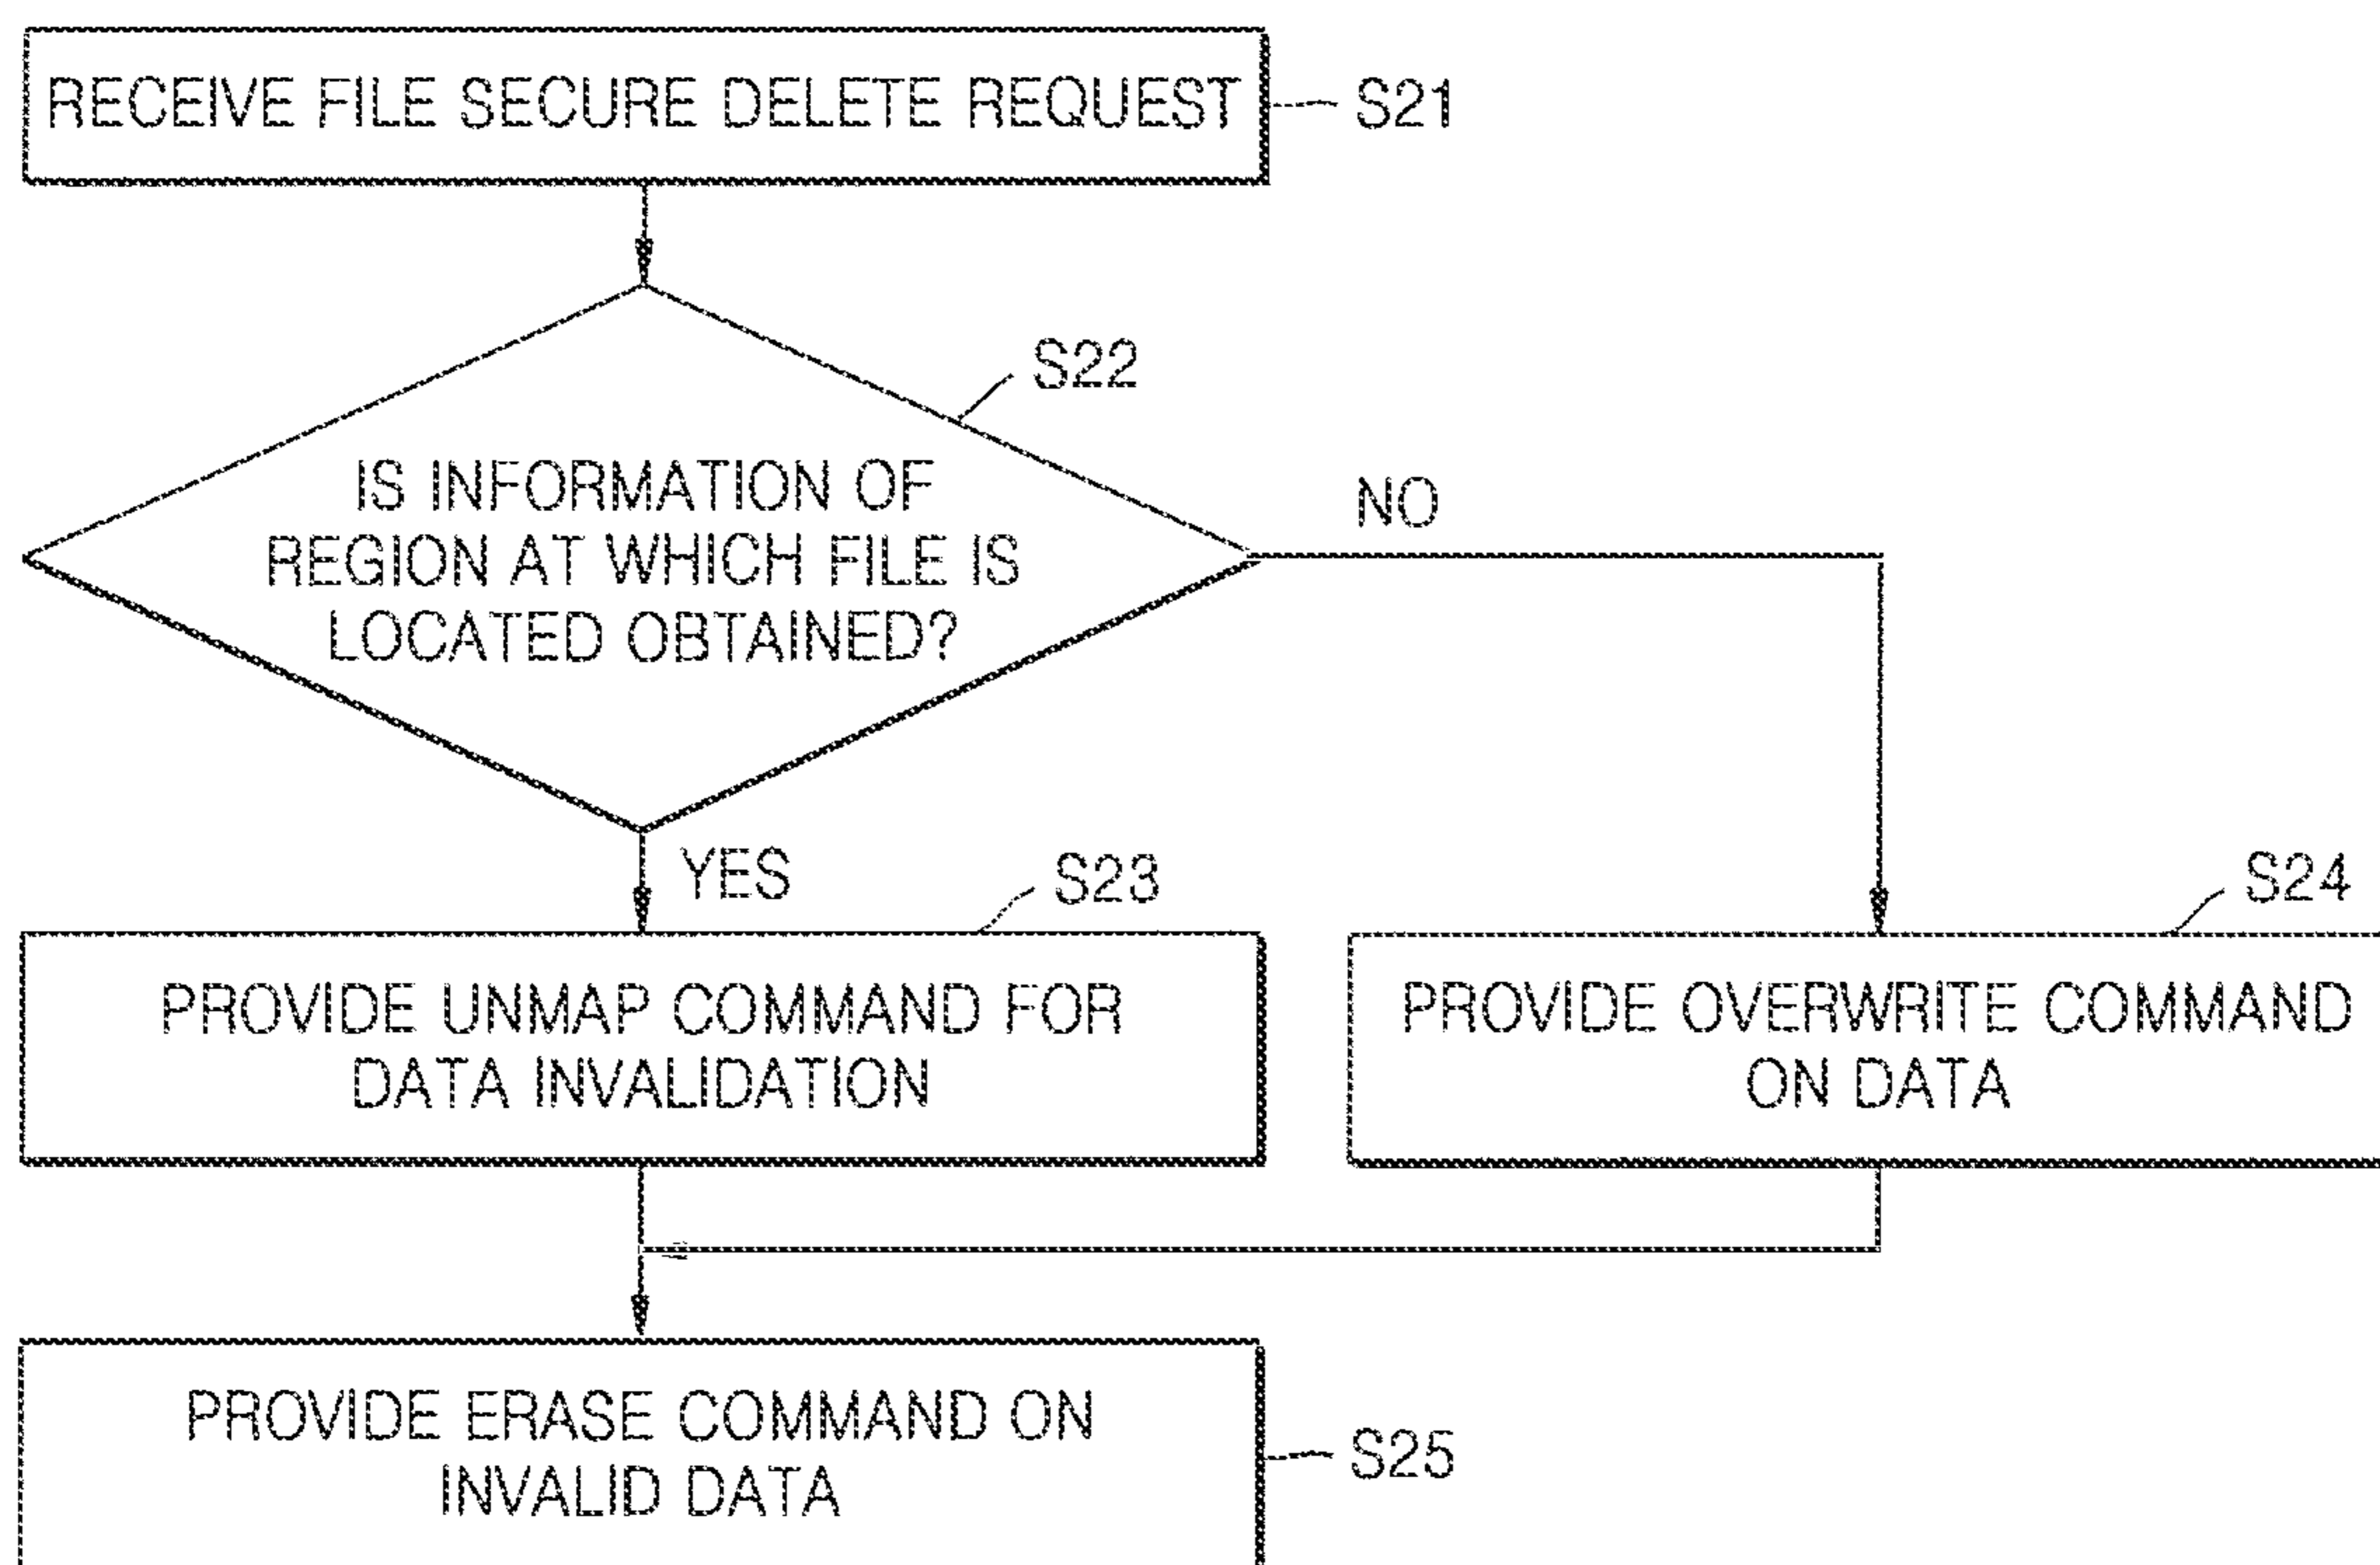 RECEIVE FILE SECURE DELETE REQUEST
S21
S22
IS INFORMATION OF
REGION AT WHICH FILE IS
LOCATED OBTAINED?
NO
YES
S23
S24
PROVIDE UNMAP COMMAND FOR
DATA INVALIDATION
PROVIDE OVERWRITE COMMAND
ON DATA
PROVIDE ERASE COMMAND ON
INVALID DATA
S25